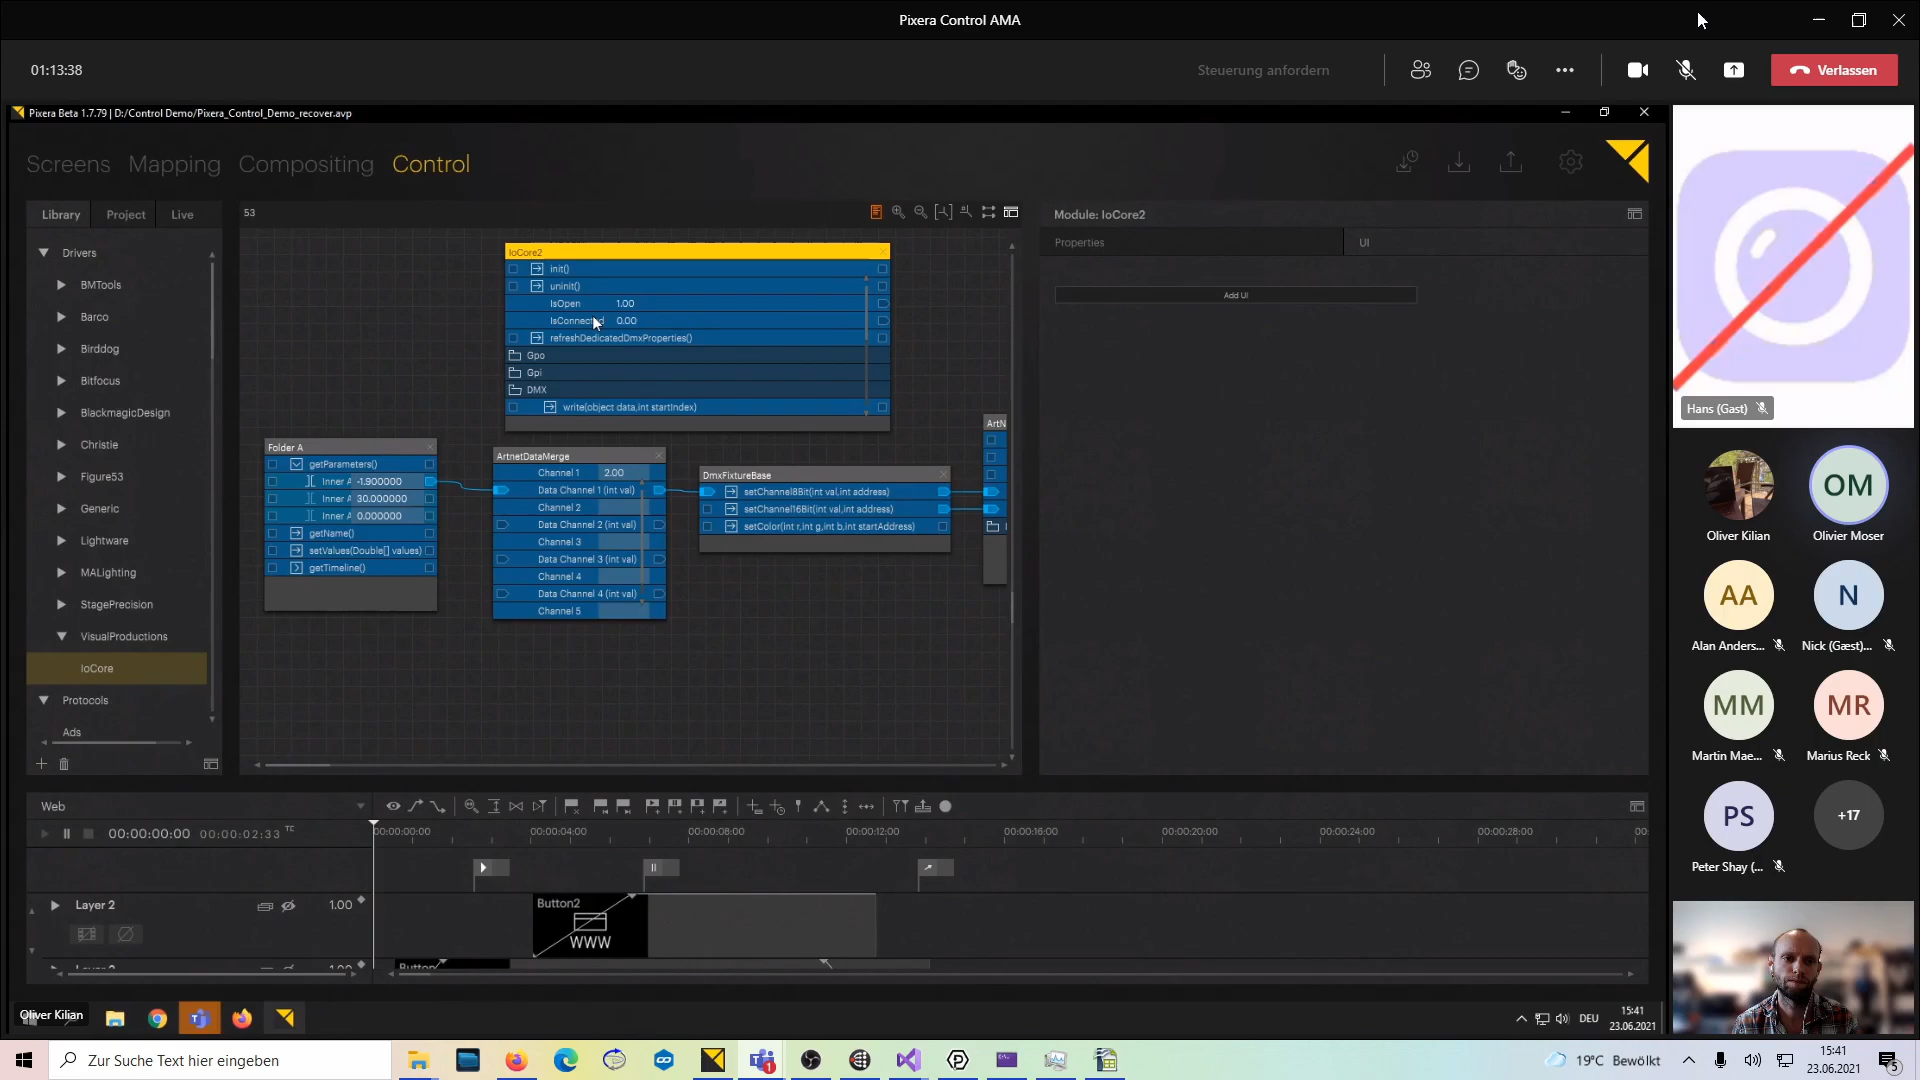 Pixera Control AMA
01:13:38
Steuerung anfordern
Verlassen
Pixera Beta 1.7.79 | D:/Control Demo/Pixera_Control_Demo_recover.avp
Screens Mapping Compositing Control
Library Project Live
53
Module: IoCore2
Properties
UI
Add UI
Drivers
BMTools
Barco
Birddog
Bitfocus
BlackmagicDesign
Christie
Figure53
Generic
Lightware
MALighting
StagePrecision
VisualProductions
IoCore
Protocols
Ads
IoCore2
init()
uninit()
IsOpen 1.00
IsConnected 0.00
refreshDedicatedDmxProperties()
Gpo
Gpi
DMX
write(object data,int startIndex)
Folder A
getParameters()
Inner A -1.900000
Inner A 30.000000
Inner A 0.000000
getName()
setValues(Double[] values)
getTimeline()
ArtnetDataMerge
Channel 1 2.00
Data Channel 1 (int val)
Channel 2
Data Channel 2 (int val)
Channel 3
Data Channel 3 (int val)
Channel 4
Data Channel 4 (int val)
Channel 5
DmxFixtureBase
setChannel8Bit(int val,int address)
setChannel16Bit(int val,int address)
setColor(int r,int g,int b,int startAddress)
ArtN
Hans (Gast)
Oliver Kilian
OM
Olivier Moser
AA
Alan Anders...
N
Nick (Gæst)...
MM
Martin Mae...
MR
Marius Reck
PS
Peter Shay (...
+17
Web
00:00:00:00 00:00:02:33 TC
00:00:00:00 00:00:04:00 00:00:08:00 00:00:12:00 00:00:16:00 00:00:20:00 00:00:24:00 00:00:28:00 00:
Layer 2 1.00
Button2
WWW
1.00
Button
Oliver Kilian
DEU
15:41
23.06.2021
Zur Suche Text hier eingeben
1
19°C Bewölkt
15:41
23.06.2021
5